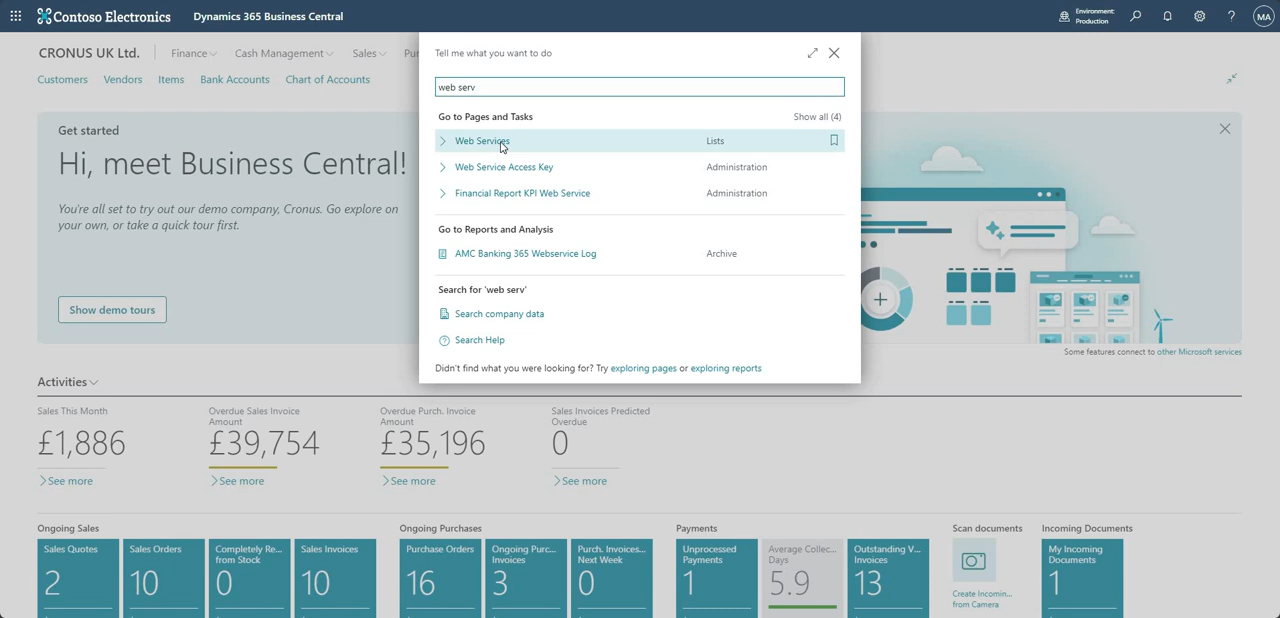 Contoso Electronics
Dynamics 365 Business Central
Environment:
Production
MA
CRONUS UK Ltd.
Finance
Cash Management
Sales
Pur
Customers
Vendors
Items
Bank Accounts
Chart of Accounts
Tell me what you want to do
web serv
Go to Pages and Tasks
Show all (4)
Web Services
Lists
Web Service Access Key
Administration
Financial Report KPI Web Service
Administration
Go to Reports and Analysis
AMC Banking 365 Webservice Log
Archive
Search for 'web serv'
Search company data
Search Help
Didn't find what you were looking for? Try exploring pages or exploring reports
Get started
Hi, meet Business Central!
You're all set to try out our demo company, Cronus. Go explore on
your own, or take a quick tour first.
Show demo tours
Some features connect to other Microsoft services
Activities
Sales This Month
£1,886
See more
Overdue Sales Invoice
Amount
£39,754
See more
Overdue Purch. Invoice
Amount
£35,196
See more
Sales Invoices Predicted
Overdue
0
See more
Ongoing Sales
Sales Quotes
2
Sales Orders
10
Completely Re...
from Stock
0
Sales Invoices
10
Ongoing Purchases
Purchase Orders
16
Ongoing Purc...
Invoices
3
Purch. Invoices...
Next Week
0
Payments
Unprocessed
Payments
1
Average Collec...
Days
5.9
Outstanding V...
Invoices
13
Scan documents
Create Incomin...
from Camera
Incoming Documents
My Incoming
Documents
1